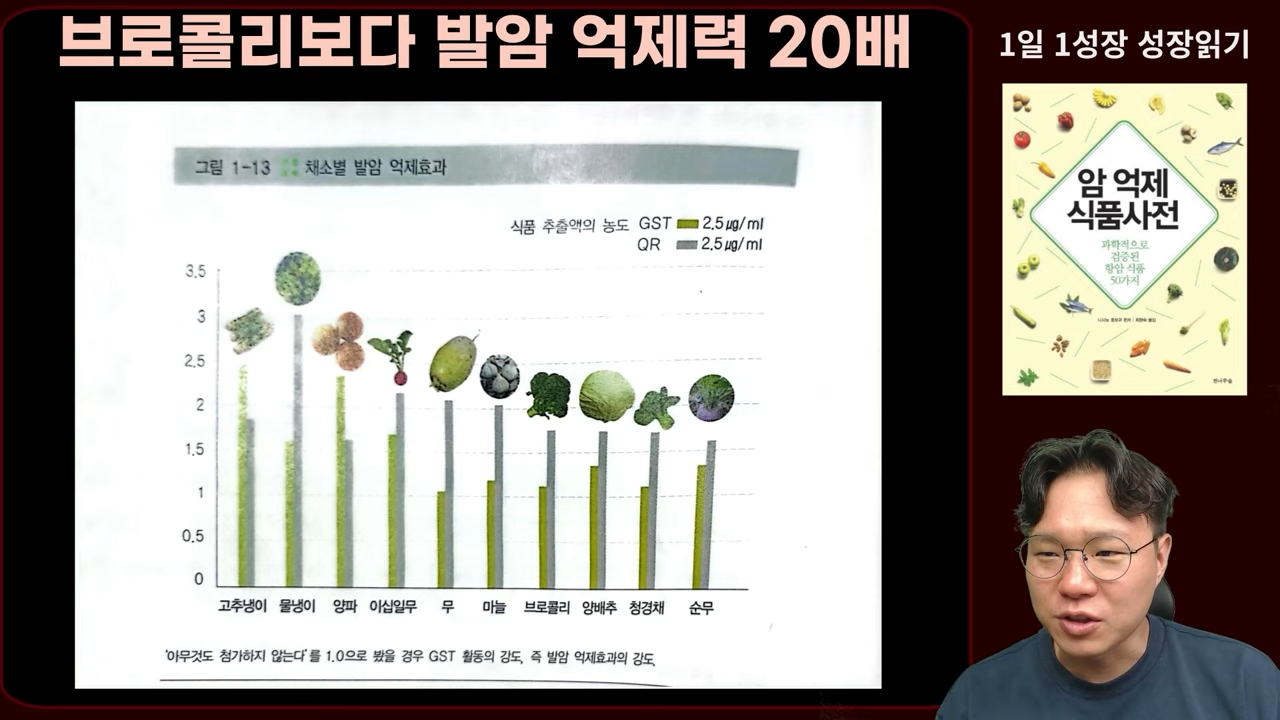 브로콜리보다 발암 억제력 20배
1일 1성장 성장읽기
그림 1-13 채소별 발암 억제효과
식품 추출액의 농도 GST 2.5㎍/ml
QR 2.5㎍/ml
3.5
3
2.5
2
1.5
1
0.5
0
고추냉이 물냉이 양파 이십일무 무 마늘 브로콜리 양배추 청경채 순무
'아무것도 첨가하지 않는다'를 1.0으로 봤을 경우 GST 활동의 강도, 즉 발암 억제효과의 강도
암 억제
식품사전
과학적으로
검증된
항암 식품
50가지
전나무숲